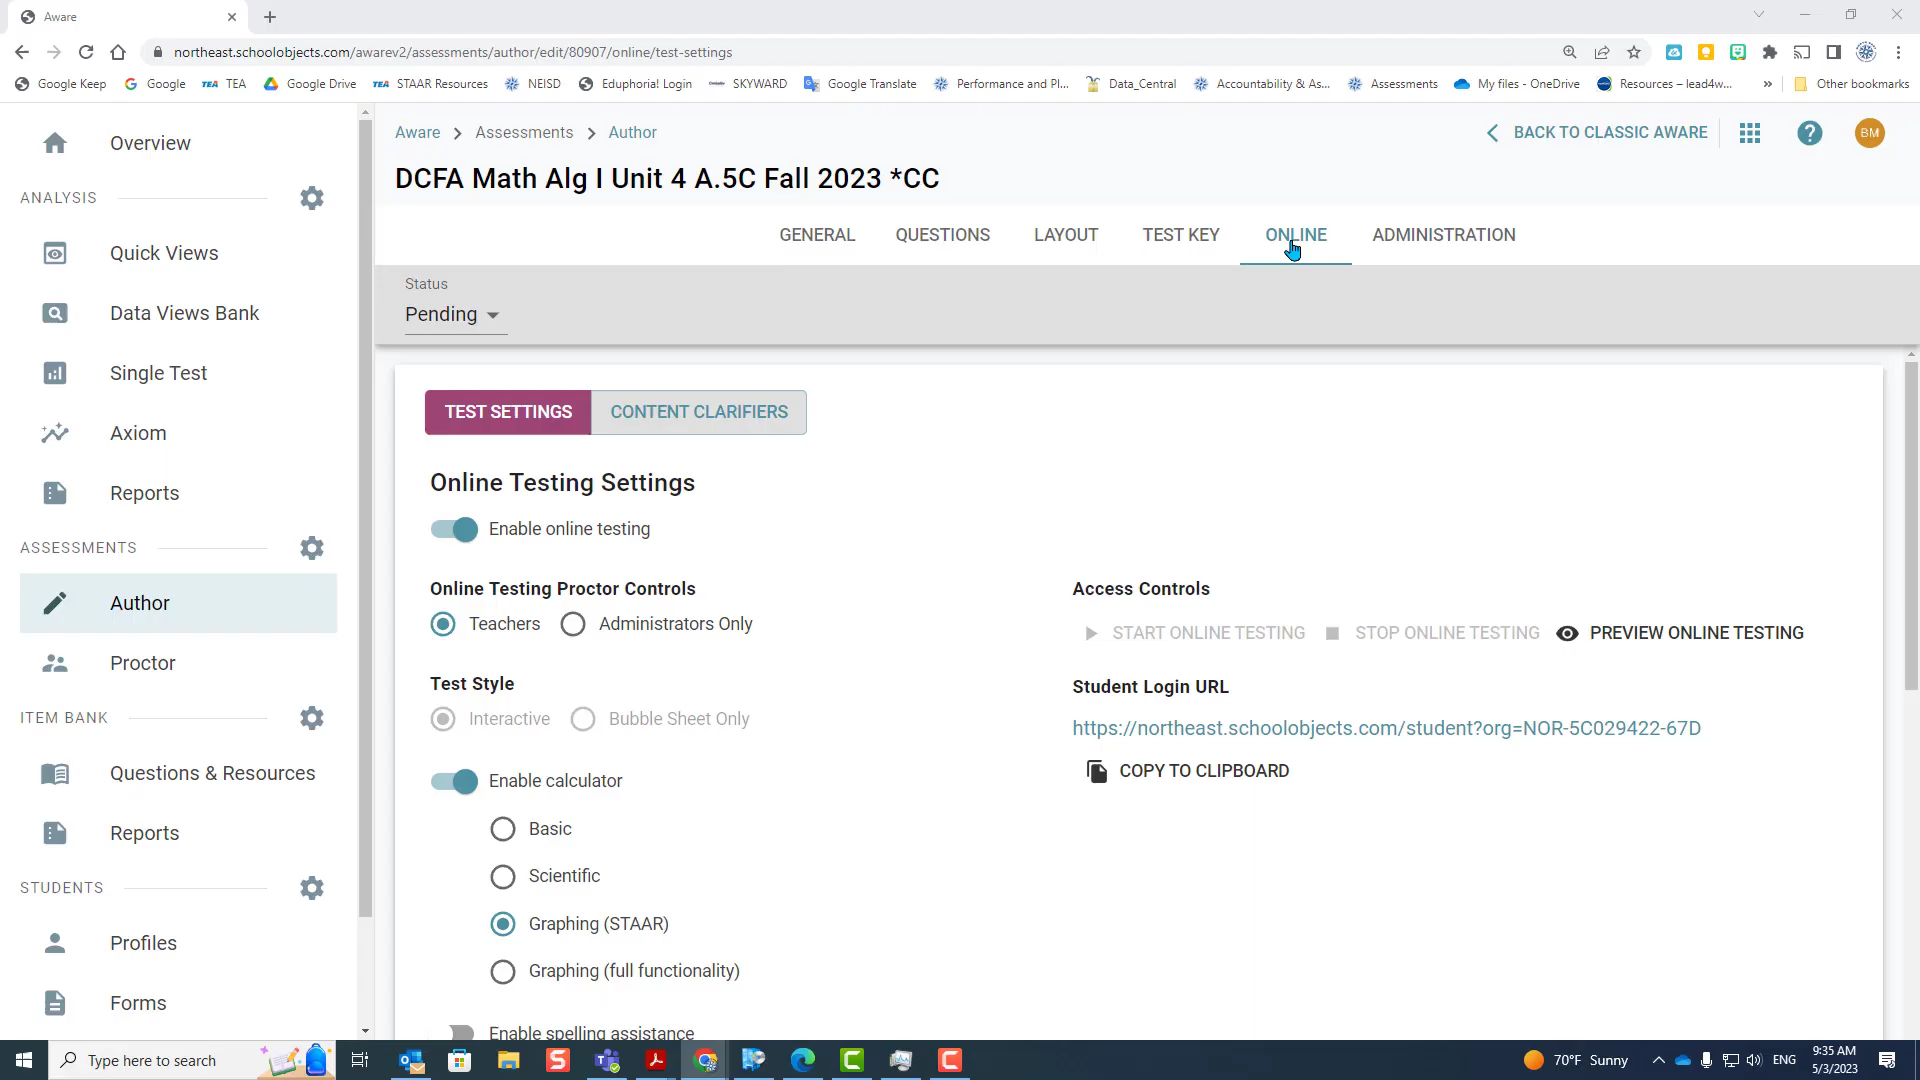 Aware
northeast.schoolobjects.com/awarev2/assessments/author/edit/80907/online/test-settings
Google Keep Google TEA TEA Google Drive TEA STAAR Resources NEISD Eduphoria! Login SKYWARD Google Translate Performance and Pl... Data_Central Accountability & As... Assessments My files - OneDrive Resources – lead4w... » Other bookmarks
Overview
ANALYSIS
Quick Views
Data Views Bank
Single Test
Axiom
Reports
ASSESSMENTS
Author
Proctor
ITEM BANK
Questions & Resources
Reports
STUDENTS
Profiles
Forms
Aware > Assessments > Author
BACK TO CLASSIC AWARE
BM
DCFA Math Alg I Unit 4 A.5C Fall 2023 *CC
GENERAL QUESTIONS LAYOUT TEST KEY ONLINE ADMINISTRATION
Status
Pending
TEST SETTINGS CONTENT CLARIFIERS
Online Testing Settings
Enable online testing
Online Testing Proctor Controls
Teachers Administrators Only
Test Style
Interactive Bubble Sheet Only
Enable calculator
Basic
Scientific
Graphing (STAAR)
Graphing (full functionality)
Enable spelling assistance
Access Controls
START ONLINE TESTING STOP ONLINE TESTING PREVIEW ONLINE TESTING
Student Login URL
https://northeast.schoolobjects.com/student?org=NOR-5C029422-67D
COPY TO CLIPBOARD
Type here to search
70°F Sunny
ENG
9:35 AM
5/3/2023